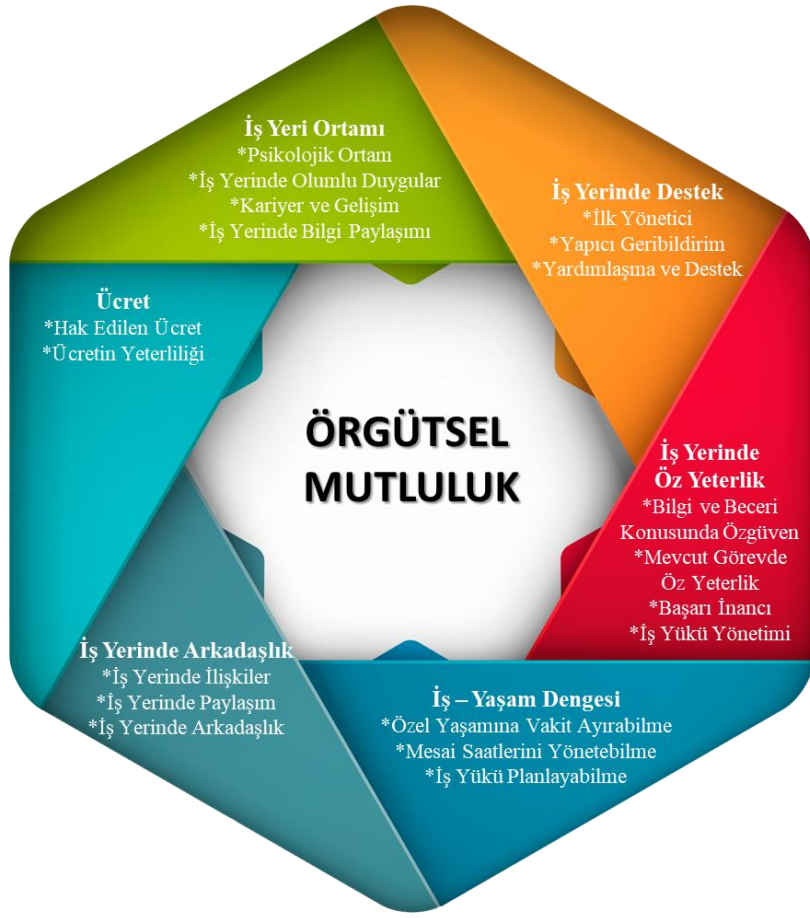 İş Yeri Ortamı
*Psikolojik Ortam
*İş Yerinde Olumlu Duygular
*Kariyer ve Gelişim
*İş Yerinde Bilgi Paylaşımı
İş Yerinde Destek
*İlk Yönetici
*Yapıcı Geribildirim
*Yardımlaşma ve Destek
Ücret
*Hak Edilen Ücret
*Ücretin Yeterliliği
ÖRGÜTSEL
MUTLULUK
İş Yerinde
Öz Yeterlik
*Bilgi ve Beceri
Konusunda Özgüven
*Mevcut Görevde
Öz Yeterlik
*Başarı İnancı
*İş Yükü Yönetimi
İş Yerinde Arkadaşlık
*İş Yerinde İlişkiler
*İş Yerinde Paylaşım
*İş Yerinde Arkadaşlık
İş – Yaşam Dengesi
*Özel Yaşamına Vakit Ayırabilme
*Mesai Saatlerini Yönetebilme
*İş Yükü Planlayabilme